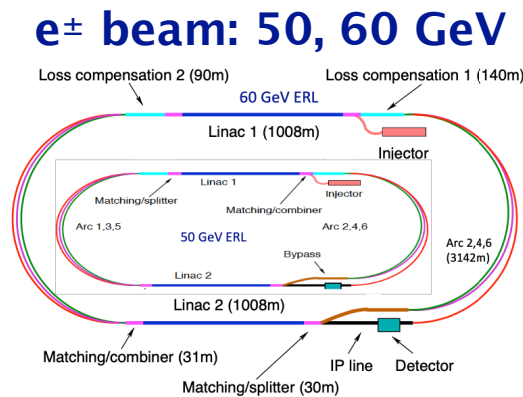 e± beam: 50, 60 GeV
Loss compensation 2 (90m)
Loss compensation 1 (140m)
60 GeV ERL
Linac 1 (1008m)
Injector
Linac 1
Injector
Matching/splitter
Matching/combiner
Arc 1,3,5
Arc 2,4,6
50 GeV ERL
Bypass
Arc 2,4,6
(3142m)
Linac 2
Linac 2 (1008m)
Matching/combiner (31m)
IP line
Detector
Matching/splitter (30m)